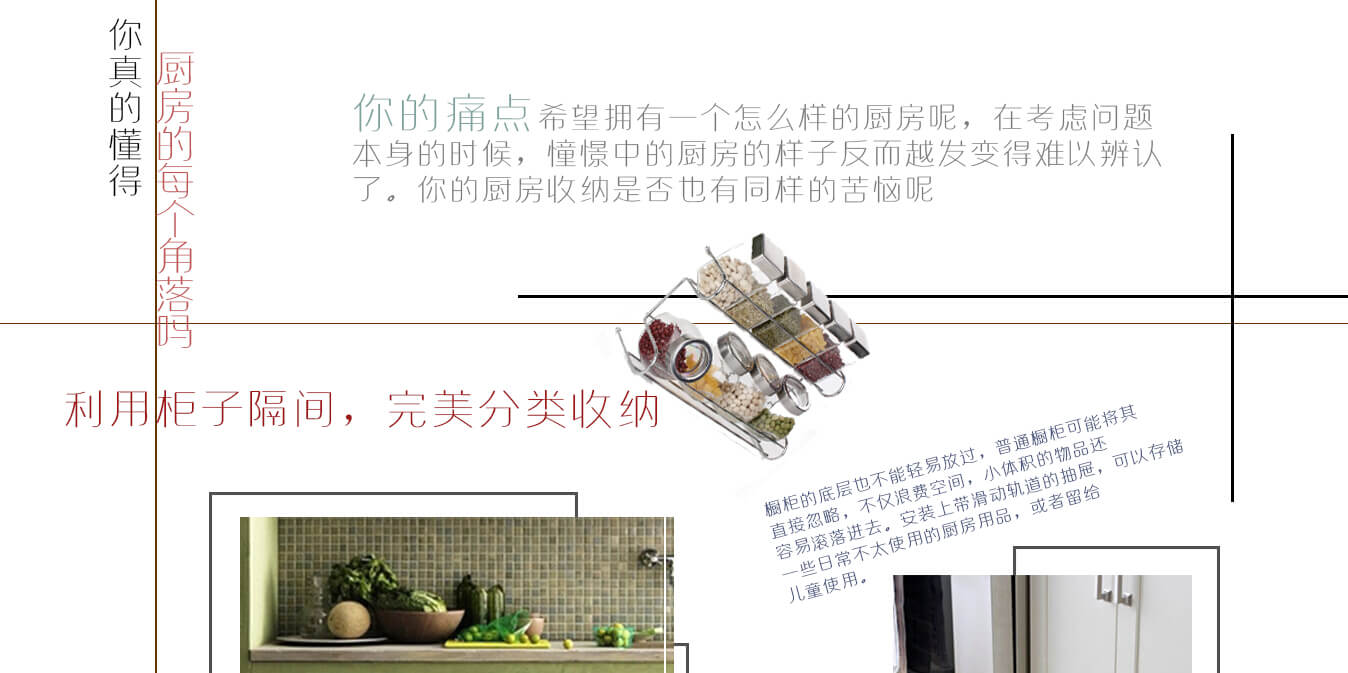 你真的懂得
厨房的每个角落吗
你的痛点 希望拥有一个怎么样的厨房呢，在考虑问题
本身的时候，憧憬中的厨房的样子反而越发变得难以辨认
了。你的厨房收纳是否也有同样的苦恼呢
利用柜子隔间，完美分类收纳
橱柜的底层也不能轻易放过，普通橱柜可能将其
直接忽略，不仅浪费空间，小体积的物品还
容易滚落进去。安装上带滑动轨道的抽屉，可以存储
一些日常不太使用的厨房用品，或者留给
儿童使用。